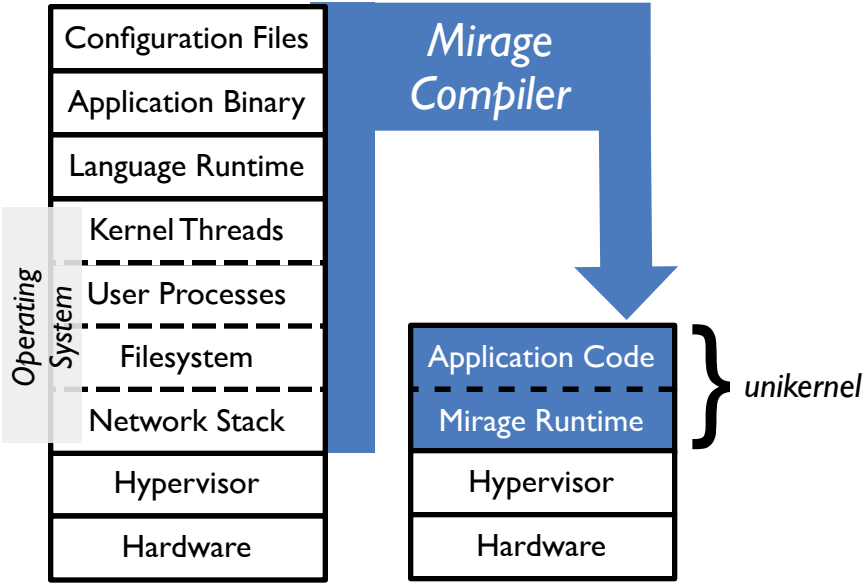 Configuration Files
Application Binary
Language Runtime
Kernel Threads
User Processes
Filesystem
Network Stack
Hypervisor
Hardware
Operating
System
Mirage
Compiler
Application Code
Mirage Runtime
Hypervisor
Hardware
unikernel